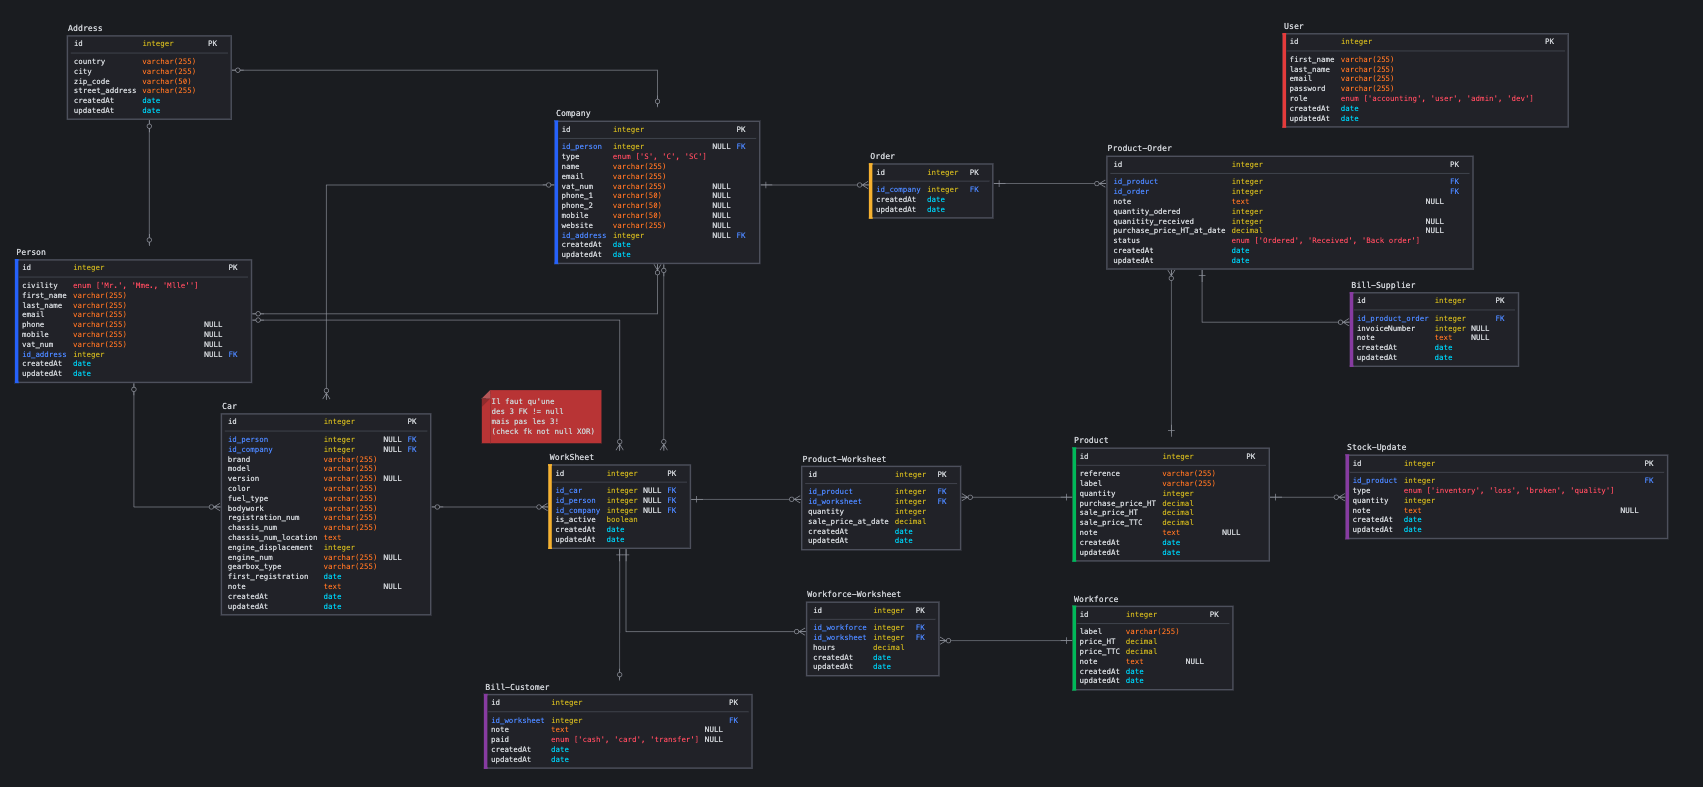 Address
id integer PK
country varchar(255)
city varchar(255)
zip_code varchar(50)
street_address varchar(255)
createdAt date
updatedAt date
User
id integer PK
first_name varchar(255)
last_name varchar(255)
email varchar(255)
password varchar(255)
role enum ['accounting', 'user', 'admin', 'dev']
createdAt date
updatedAt date
Company
id integer PK
id_person integer NULL FK
type enum ['S', 'C', 'SC']
name varchar(255)
email varchar(255)
vat_num varchar(255) NULL
phone_1 varchar(50) NULL
phone_2 varchar(50) NULL
mobile varchar(50) NULL
website varchar(255) NULL
id_address integer NULL FK
createdAt date
updatedAt date
Order
id integer PK
id_company integer FK
createdAt date
updatedAt date
Product-Order
id integer PK
id_product integer FK
id_order integer FK
note text NULL
quantity_odered integer
quanitity_received integer NULL
purchase_price_HT_at_date decimal NULL
status enum ['Ordered', 'Received', 'Back order']
createdAt date
updatedAt date
Person
id integer PK
civility enum ['Mr.', 'Mme., 'Mlle'']
first_name varchar(255)
last_name varchar(255)
email varchar(255)
phone varchar(255) NULL
mobile varchar(255) NULL
vat_num varchar(255) NULL
id_address integer NULL FK
createdAt date
updatedAt date
Bill-Supplier
id integer PK
id_product_order integer FK
invoiceNumber integer NULL
note text NULL
createdAt date
updatedAt date
Il faut qu'une
des 3 FK != null
mais pas les 3!
(check fk not null XOR)
Car
id integer PK
id_person integer NULL FK
id_company integer NULL FK
brand varchar(255)
model varchar(255)
version varchar(255) NULL
color varchar(255)
fuel_type varchar(255)
bodywork varchar(255)
registration_num varchar(255)
chassis_num varchar(255)
chassis_num_location text
engine_displacement integer
engine_num varchar(255) NULL
gearbox_type varchar(255)
first_registration date
note text NULL
createdAt date
updatedAt date
WorkSheet
id integer PK
id_car integer NULL FK
id_person integer NULL FK
id_company integer NULL FK
is_active boolean
createdAt date
updatedAt date
Product-Worksheet
id integer PK
id_product integer FK
id_worksheet integer FK
quantity integer
sale_price_at_date decimal
createdAt date
updatedAt date
Product
id integer PK
reference varchar(255)
label varchar(255)
quantity integer
purchase_price_HT decimal
sale_price_HT decimal
sale_price_TTC decimal
note text NULL
createdAt date
updatedAt date
Stock-Update
id integer
id_product integer FK
type enum ['inventory', 'loss', 'broken', 'quality']
quantity integer
note text NULL
createdAt date
updatedAt date
Workforce-Worksheet
id integer PK
id_workforce integer FK
id_worksheet integer FK
hours decimal
createdAt date
updatedAt date
Workforce
id integer PK
label varchar(255)
price_HT decimal
price_TTC decimal
note text NULL
createdAt date
updatedAt date
Bill-Customer
id integer PK
id_worksheet integer FK
note text NULL
paid enum ['cash', 'card', 'transfer'] NULL
createdAt date
updatedAt date